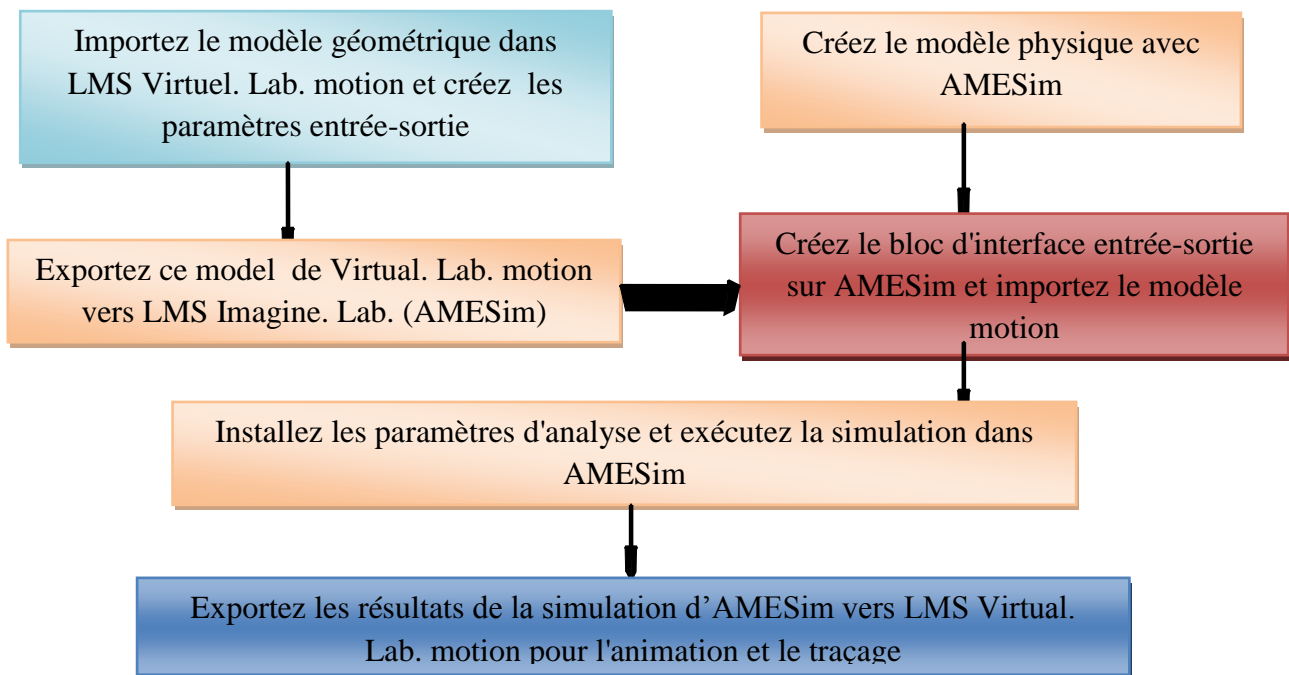 Importez le modèle géométrique dans
LMS Virtuel. Lab. motion et créez les
paramètres entrée-sortie
Créez le modèle physique avec
AMESim
Exportez ce model de Virtual. Lab. motion
vers LMS Imagine. Lab. (AMESim)
Créez le bloc d'interface entrée-sortie
sur AMESim et importez le modèle
motion
Installez les paramètres d'analyse et exécutez la simulation dans
AMESim
Exportez les résultats de la simulation d’AMESim vers LMS Virtual.
Lab. motion pour l'animation et le traçage